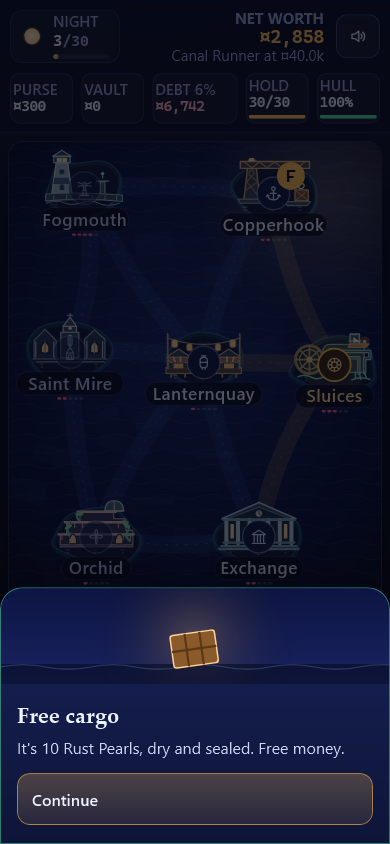 NIGHT
3/30
NET WORTH
¤2,858
Canal Runner at ¤40.0k
PURSE
¤300
VAULT
¤0
DEBT 6%
¤6,742
HOLD
30/30
HULL
100%
Fogmouth
F
Copperhook
Saint Mire
Lanternquay
Sluices
Orchid
Exchange
Free cargo
It's 10 Rust Pearls, dry and sealed. Free money.
Continue